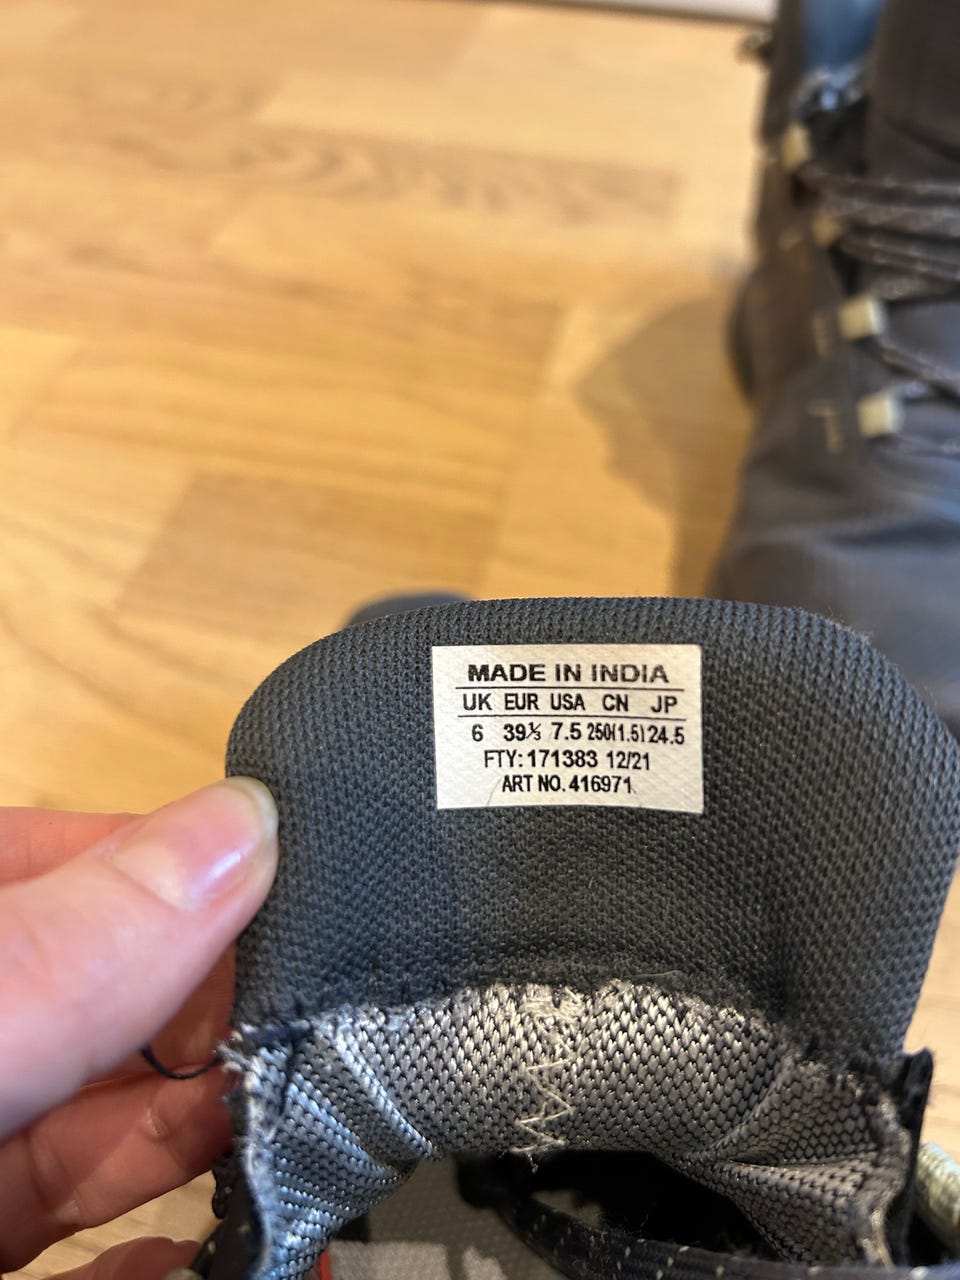 MADE IN INDIA
UK EUR USA CN JP
6 39⅓ 7.5 250(1.5) 24.5
FTY: 171383 12/21
ART NO. 416971